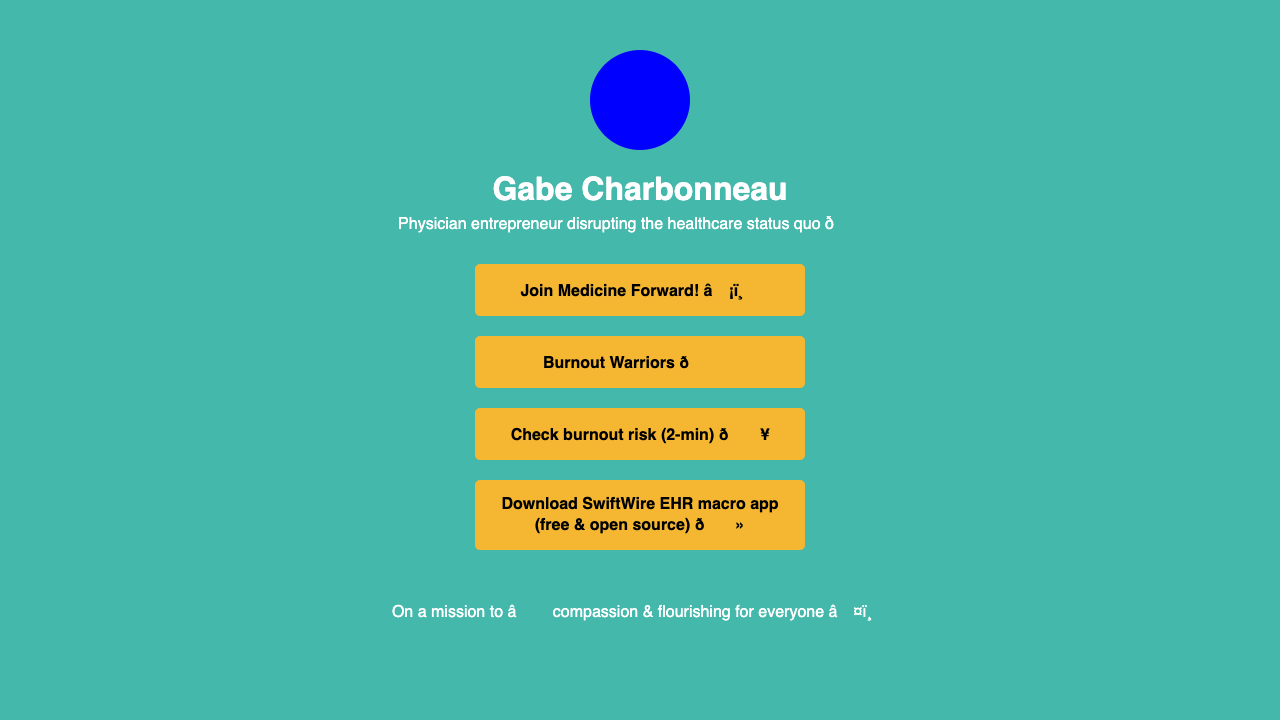 Gabe Charbonneau
Physician entrepreneur disrupting the healthcare status quo ð
Join Medicine Forward! â ¡ï¸
Burnout Warriors ð
Check burnout risk (2-min) ð ¥
Download SwiftWire EHR macro app
(free & open source) ð »
On a mission to â compassion & flourishing for everyone â ¤ï¸